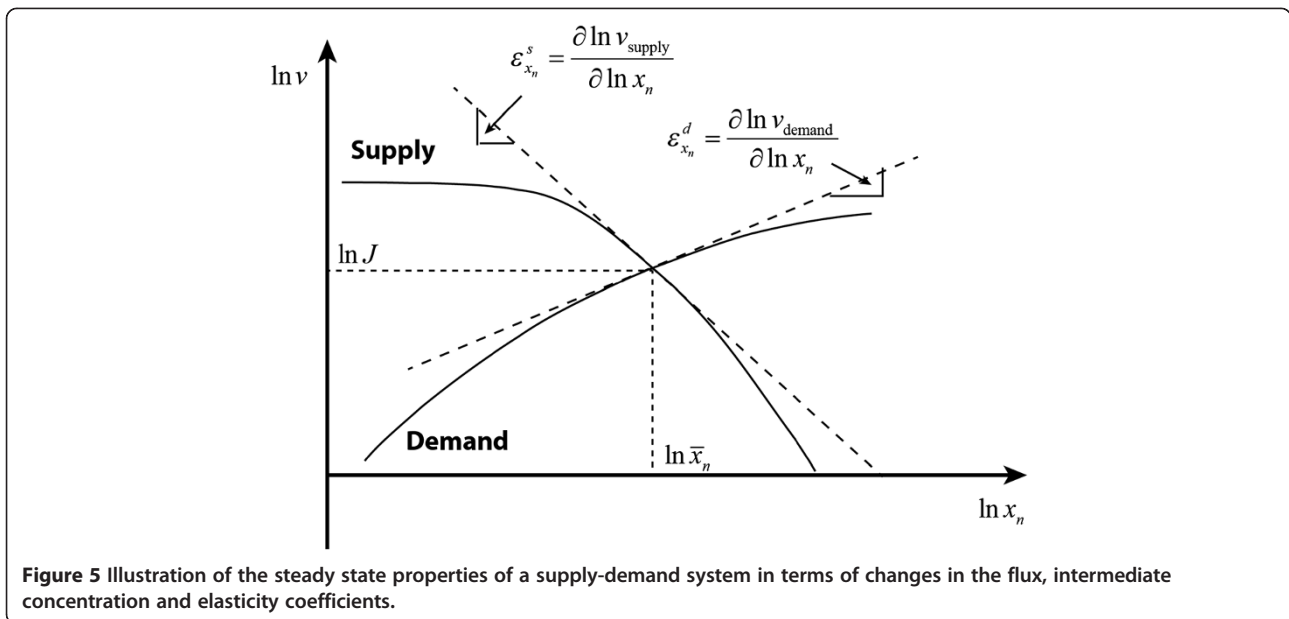 ln v
ε^s_{x_n} = ∂ ln v_supply / ∂ ln x_n
ε^d_{x_n} = ∂ ln v_demand / ∂ ln x_n
Supply
ln J
Demand
ln x̄_n
ln x_n
Figure 5 Illustration of the steady state properties of a supply-demand system in terms of changes in the flux, intermediate
concentration and elasticity coefficients.